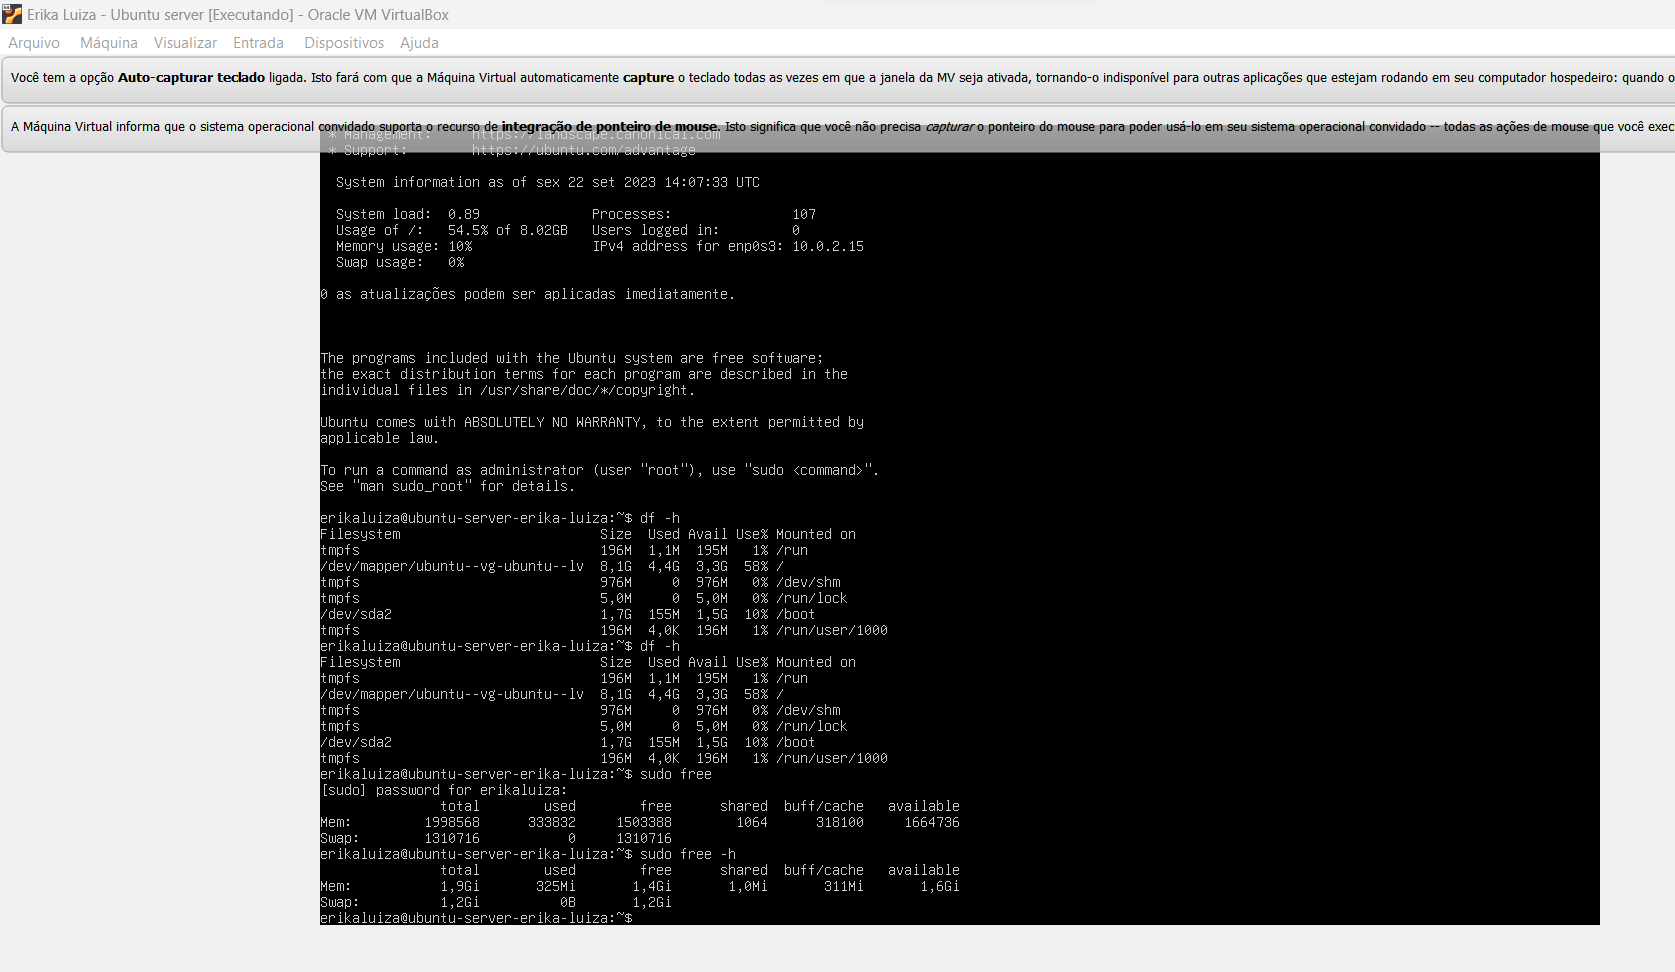 Erika Luiza - Ubuntu server [Executando] - Oracle VM VirtualBox
Arquivo Máquina Visualizar Entrada Dispositivos Ajuda
Você tem a opção Auto-capturar teclado ligada. Isto fará com que a Máquina Virtual automaticamente capture o teclado todas as vezes em que a janela da MV seja ativada, tornando-o indisponível para outras aplicações que estejam rodando em seu computador hospedeiro: quando o
A Máquina Virtual informa que o sistema operacional convidado suporta o recurso de integração de ponteiro de mouse. Isto significa que você não precisa capturar o ponteiro do mouse para poder usá-lo em seu sistema operacional convidado -- todas as ações de mouse que você exec
* Management: https://landscape.canonical.com
* Support: https://ubuntu.com/advantage
System information as of sex 22 set 2023 14:07:33 UTC
System load: 0.89 Processes: 107
Usage of /: 54.5% of 8.02GB Users logged in: 0
Memory usage: 10% IPv4 address for enp0s3: 10.0.2.15
Swap usage: 0%
0 as atualizações podem ser aplicadas imediatamente.
The programs included with the Ubuntu system are free software;
the exact distribution terms for each program are described in the
individual files in /usr/share/doc/*/copyright.
Ubuntu comes with ABSOLUTELY NO WARRANTY, to the extent permitted by
applicable law.
To run a command as administrator (user "root"), use "sudo <command>".
See "man sudo_root" for details.
erikaluiza@ubuntu-server-erika-luiza:~$ df -h
Filesystem Size Used Avail Use% Mounted on
tmpfs 196M 1,1M 195M 1% /run
/dev/mapper/ubuntu--vg-ubuntu--lv 8,1G 4,4G 3,3G 58% /
tmpfs 976M 0 976M 0% /dev/shm
tmpfs 5,0M 0 5,0M 0% /run/lock
/dev/sda2 1,7G 155M 1,5G 10% /boot
tmpfs 196M 4,0K 196M 1% /run/user/1000
erikaluiza@ubuntu-server-erika-luiza:~$ df -h
Filesystem Size Used Avail Use% Mounted on
tmpfs 196M 1,1M 195M 1% /run
/dev/mapper/ubuntu--vg-ubuntu--lv 8,1G 4,4G 3,3G 58% /
tmpfs 976M 0 976M 0% /dev/shm
tmpfs 5,0M 0 5,0M 0% /run/lock
/dev/sda2 1,7G 155M 1,5G 10% /boot
tmpfs 196M 4,0K 196M 1% /run/user/1000
erikaluiza@ubuntu-server-erika-luiza:~$ sudo free
[sudo] password for erikaluiza:
total used free shared buff/cache available
Mem: 1998568 333832 1503388 1064 318100 1664736
Swap: 1310716 0 1310716
erikaluiza@ubuntu-server-erika-luiza:~$ sudo free -h
total used free shared buff/cache available
Mem: 1,9Gi 325Mi 1,4Gi 1,0Mi 311Mi 1,6Gi
Swap: 1,2Gi 0B 1,2Gi
erikaluiza@ubuntu-server-erika-luiza:~$